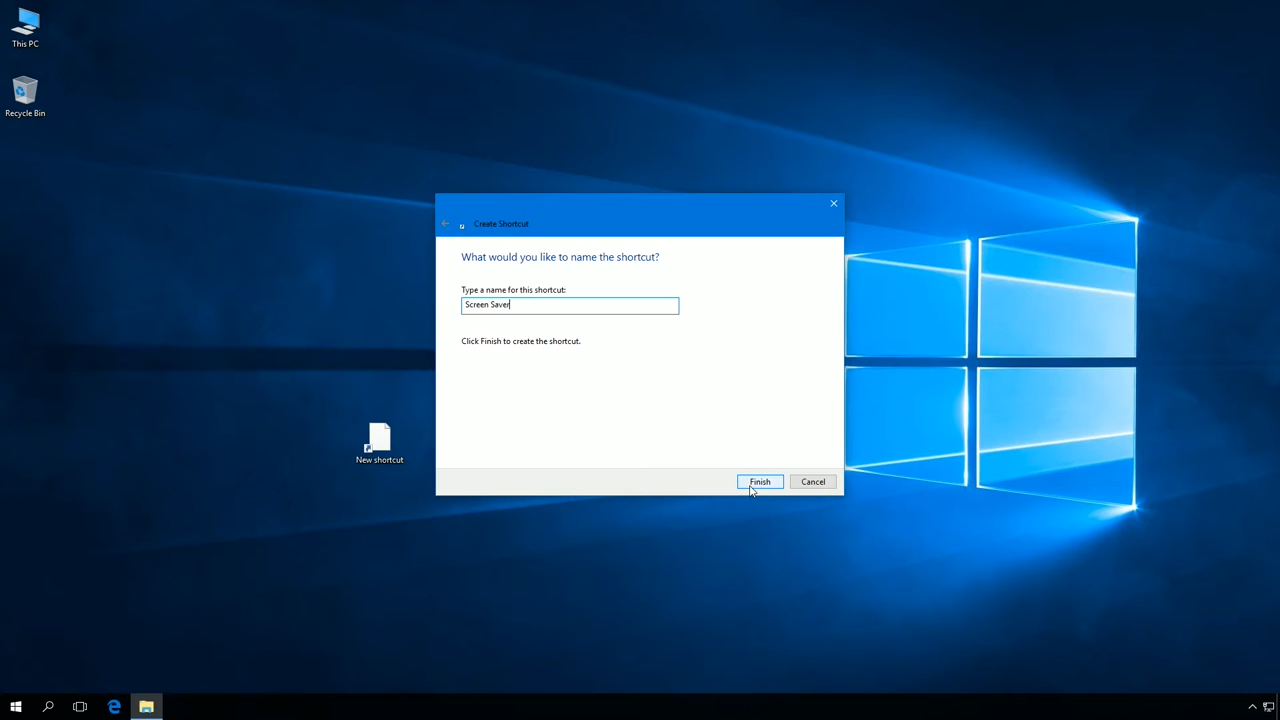 This PC
Recycle Bin
Create Shortcut
What would you like to name the shortcut?
Type a name for this shortcut:
Screen Saver
Click Finish to create the shortcut.
New shortcut
Finish
Cancel